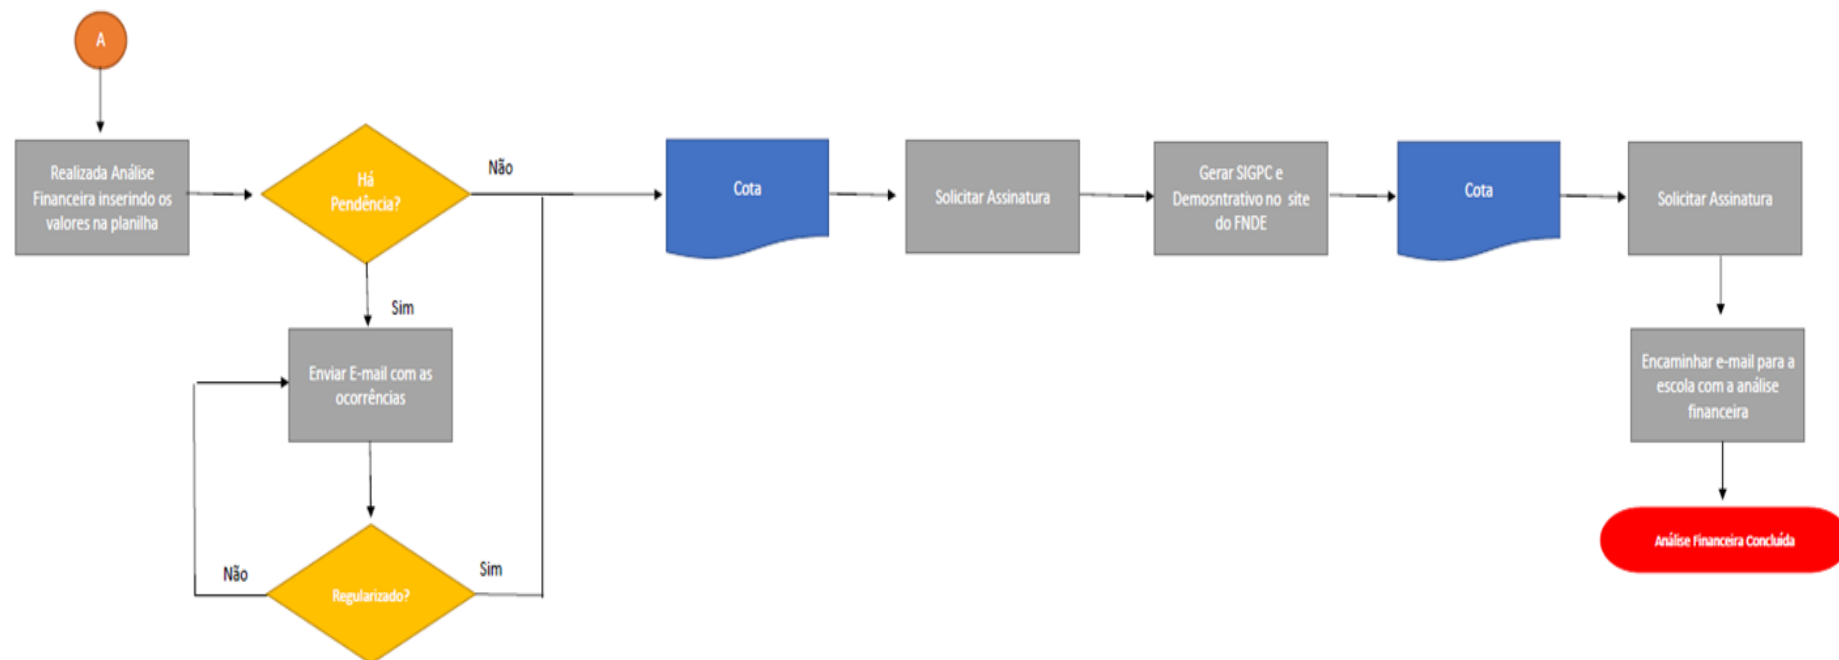 A
Realizada Análise
Financeira inserindo os
valores na planilha
Há
Pendência?
Não
Cota
Solicitar Assinatura
Gerar SIGPC e
Demosntrativo no site
do FNDE
Cota
Solicitar Assinatura
Sim
Enviar E-mail com as
ocorrências
Encaminhar e-mail para a
escola com a análise
financeira
Não
Regularizado?
Sim
Análise Financeira Concluída